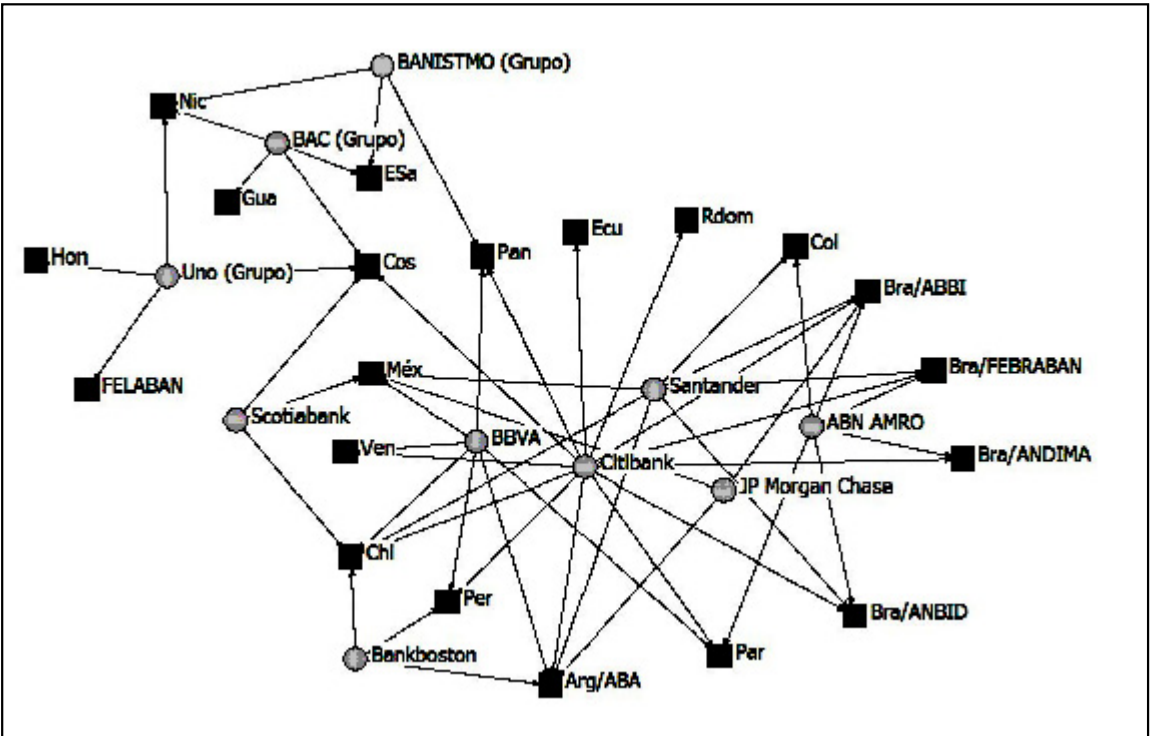 BANISTMO (Grupo)
Nic
BAC (Grupo)
ESa
Gua
Rdom
Ecu
Col
Pan
Hon
Cos
Uno (Grupo)
Bra/ABBI
Méx
Bra/FEBRABAN
FELABAN
Santander
Scotiabank
ABN AMRO
BBVA
Ven
Citibank
Bra/ANDIMA
JP Morgan Chase
Chi
Per
Bra/ANBID
Bankboston
Par
Arg/ABA